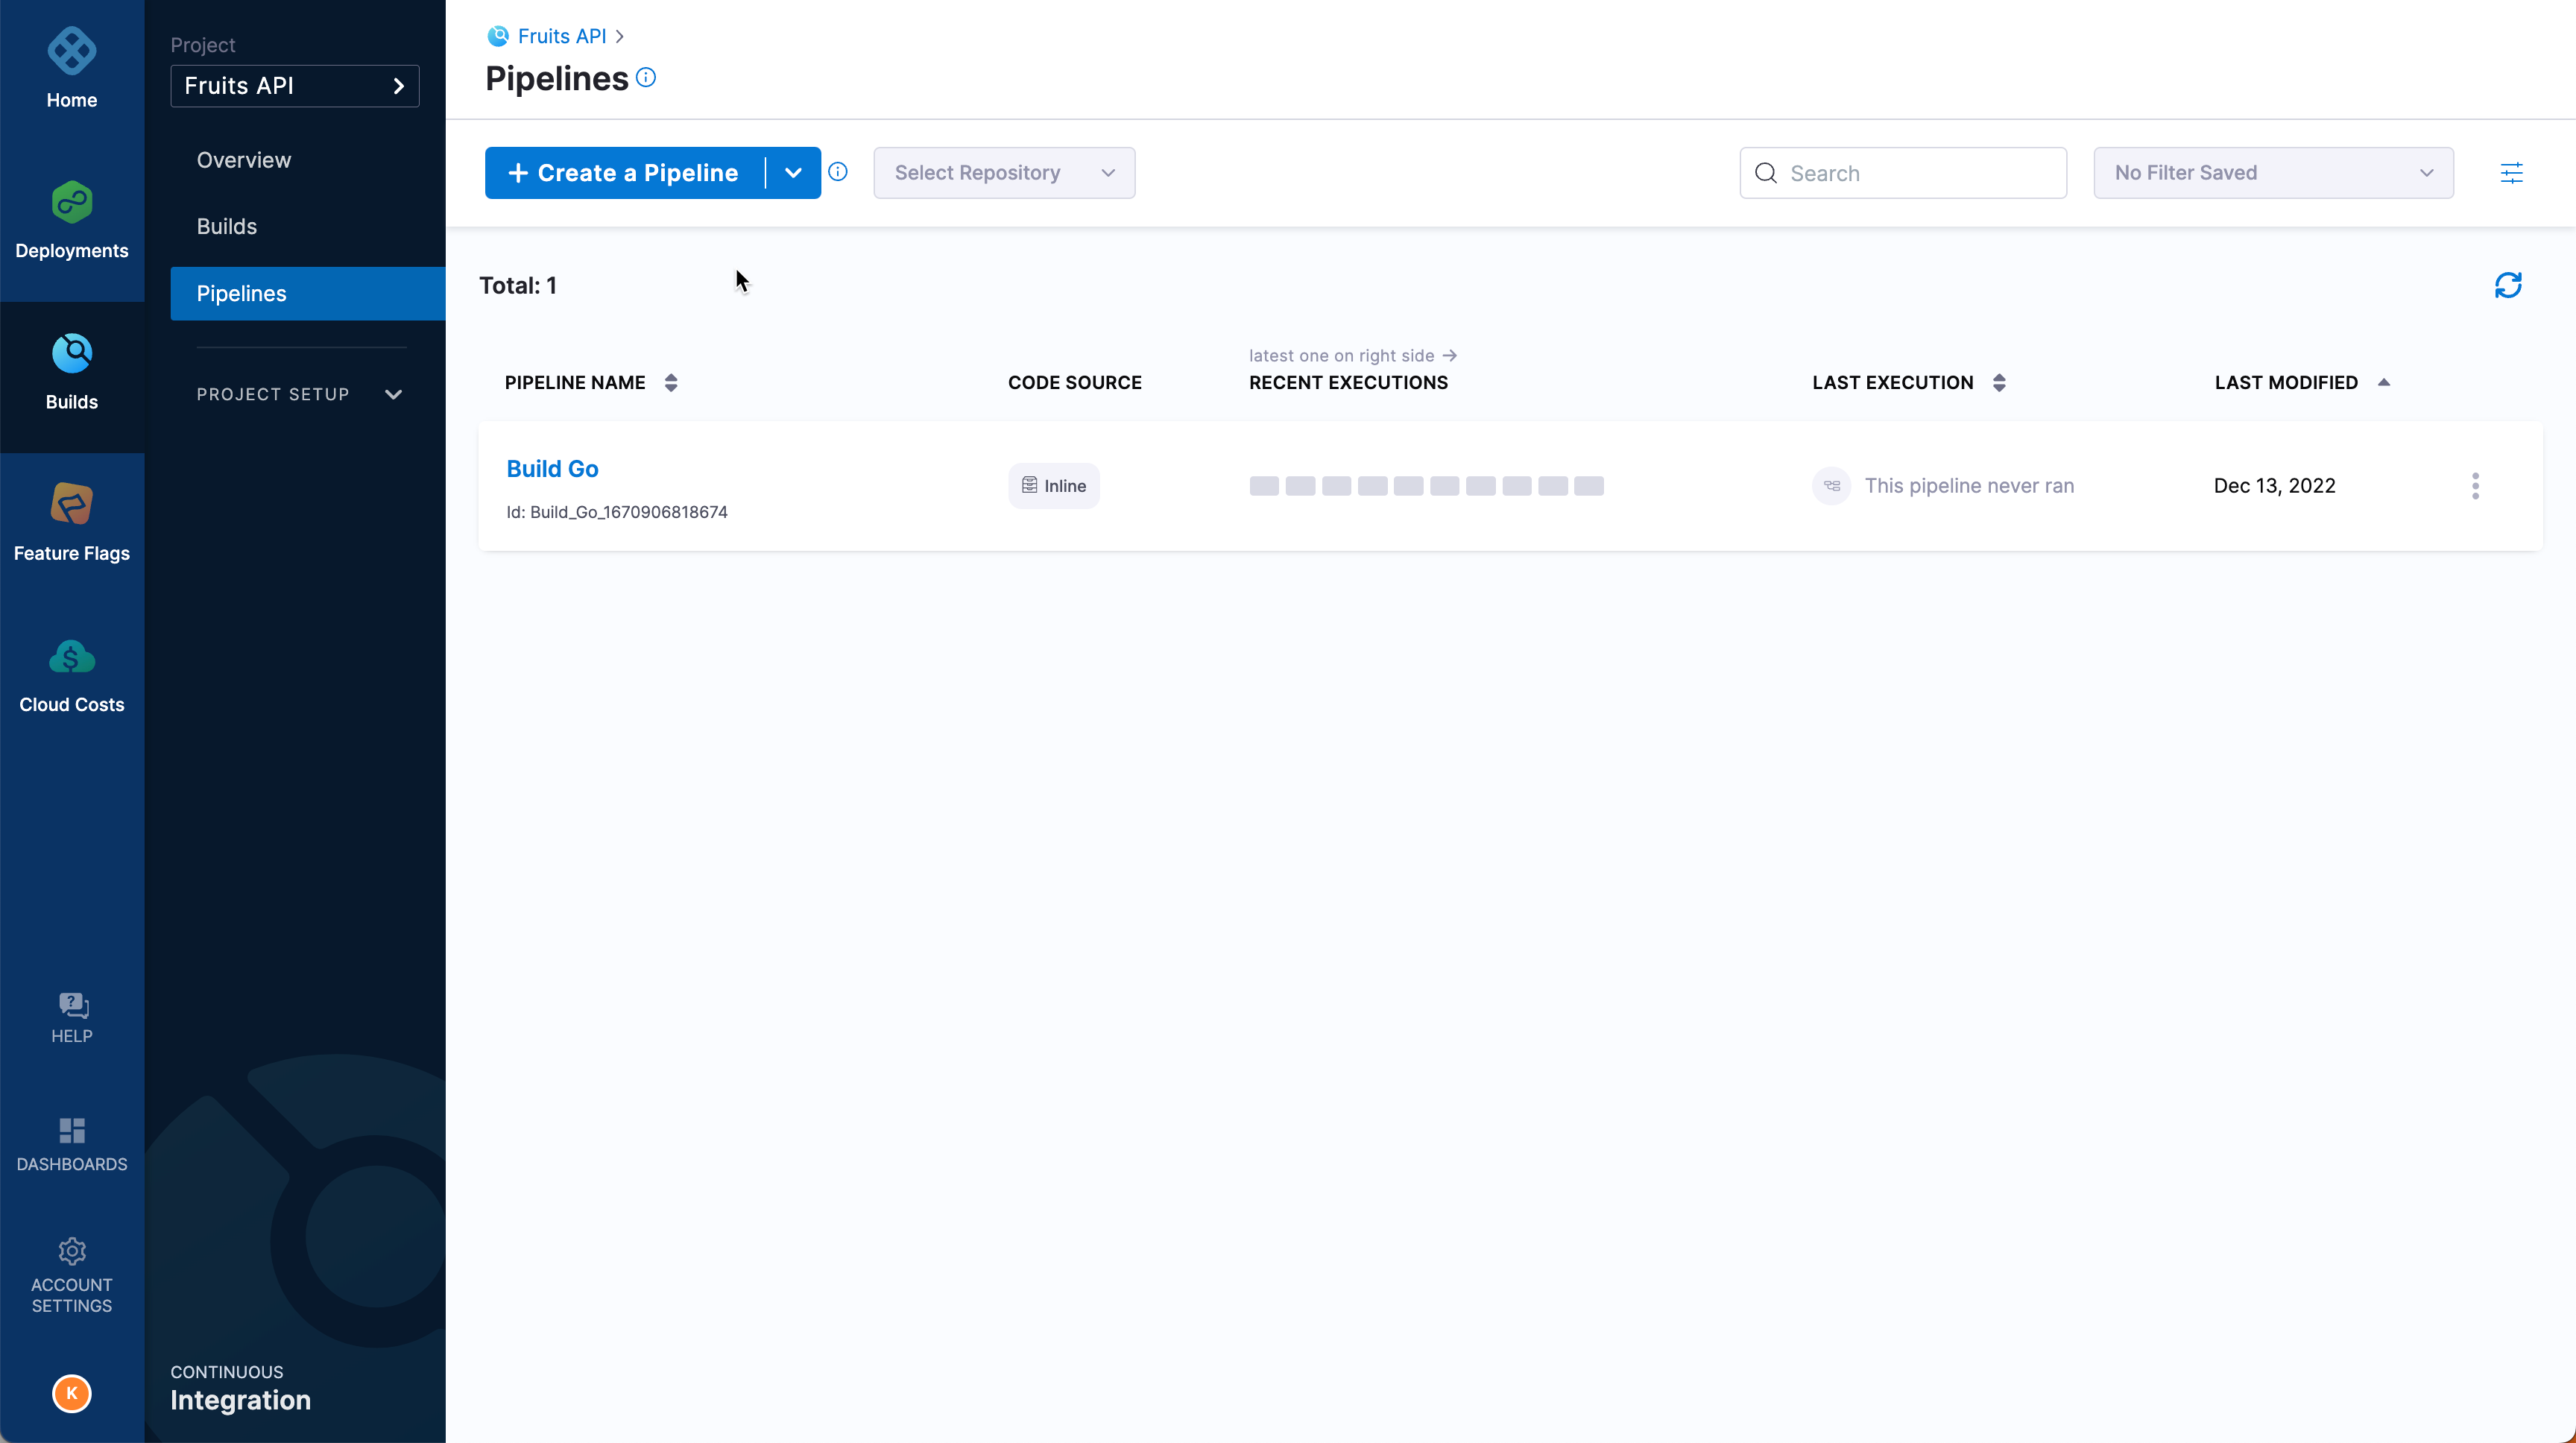 Home
Deployments
Builds
Feature Flags
Cloud Costs
HELP
DASHBOARDS
ACCOUNT
SETTINGS
K
Project
Fruits API
Overview
Builds
Pipelines
PROJECT SETUP
CONTINUOUS
Integration
Fruits API
Pipelines
+ Create a Pipeline
Select Repository
Search
No Filter Saved
Total: 1
latest one on right side →
PIPELINE NAME
CODE SOURCE
RECENT EXECUTIONS
LAST EXECUTION
LAST MODIFIED
Build Go
Id: Build_Go_1670906818674
Inline
This pipeline never ran
Dec 13, 2022